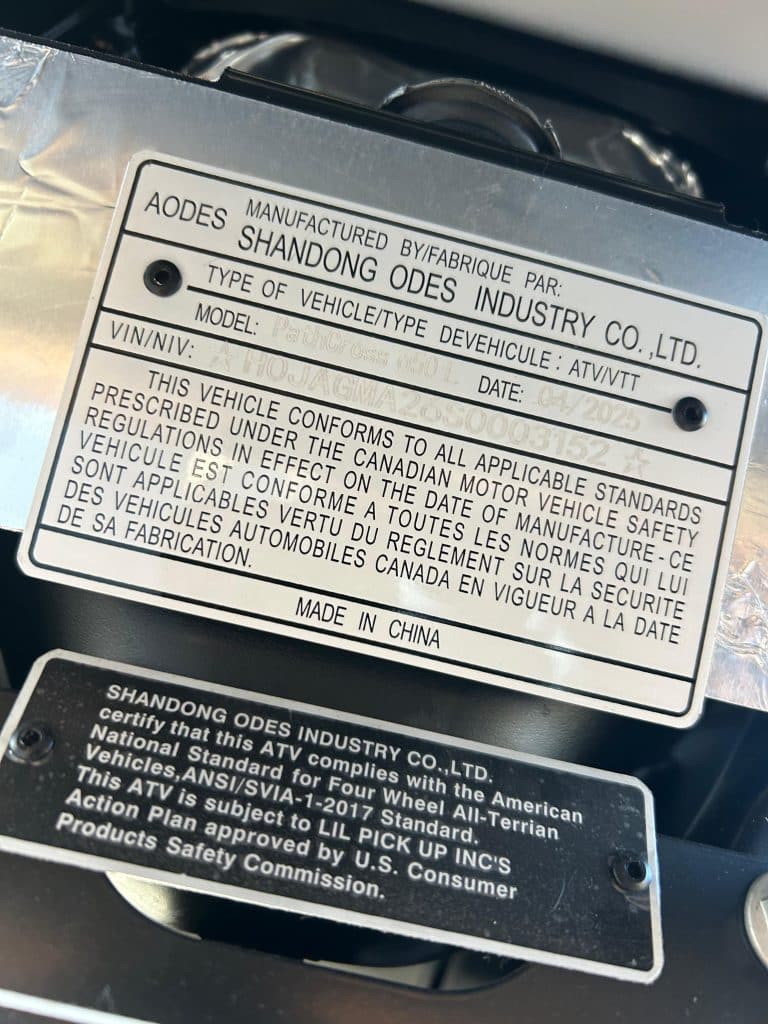 MANUFACTURED BY/FABRIQUE PAR:
AODES SHANDONG ODES INDUSTRY CO.,LTD.
TYPE OF VEHICLE/TYPE DEVEHICULE : ATV/VTT
MODEL: PathCross L DATE: 04/2025
VIN/NIV:
THIS VEHICLE CONFORMS TO ALL APPLICABLE STANDARDS
PRESCRIBED UNDER THE CANADIAN MOTOR VEHICLE SAFETY
REGULATIONS IN EFFECT ON THE DATE OF MANUFACTURE-CE
VEHICULE EST CONFORME A TOUTES LES NORMES QUI LUI
SONT APPLICABLES VERTU DU REGLEMENT SUR LA SECURITE
DES VEHICULES AUTOMOBILES CANADA EN VIGUEUR A LA DATE
DE SA FABRICATION.
MADE IN CHINA
SHANDONG ODES INDUSTRY CO.,LTD.
certify that this ATV complies with the American
National Standard for Four Wheel All-Terrian
Vehicles,ANSI/SVIA-1-2017 Standard.
This ATV is subject to LIL PICK UP INC'S
Action Plan approved by U.S. Consumer
Products Safety Commission.